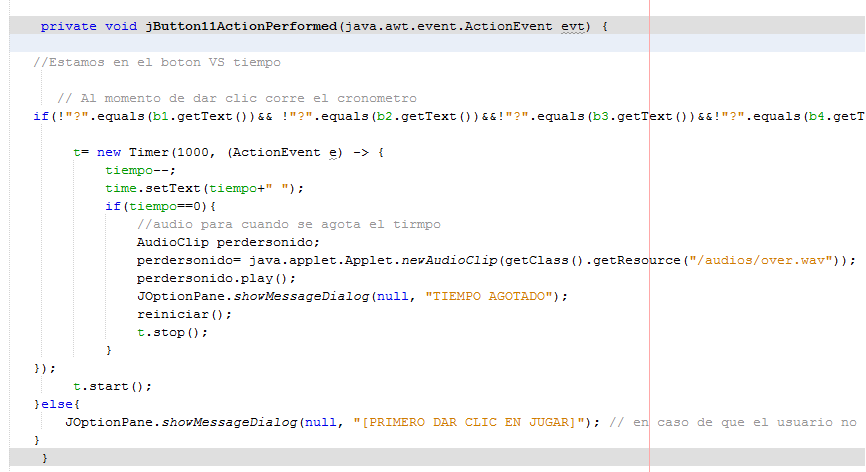 private void jButton11ActionPerformed(java.awt.event.ActionEvent evt) {
//Estamos en el boton VS tiempo
// Al momento de dar clic corre el cronometro
if(!"?".equals(b1.getText())&& !"?".equals(b2.getText())&&!"?".equals(b3.getText())&&!"?".equals(b4.getT
t= new Timer(1000, (ActionEvent e) -> {
tiempo--;
time.setText(tiempo+" ");
if(tiempo==0){
//audio para cuando se agota el tirmpo
AudioClip perdersonido;
perdersonido= java.applet.Applet.newAudioClip(getClass().getResource("/audios/over.wav"));
perdersonido.play();
JOptionPane.showMessageDialog(null, "TIEMPO AGOTADO");
reiniciar();
t.stop();
}
});
t.start();
}else{
JOptionPane.showMessageDialog(null, "[PRIMERO DAR CLIC EN JUGAR]"); // en caso de que el usuario no
}
}